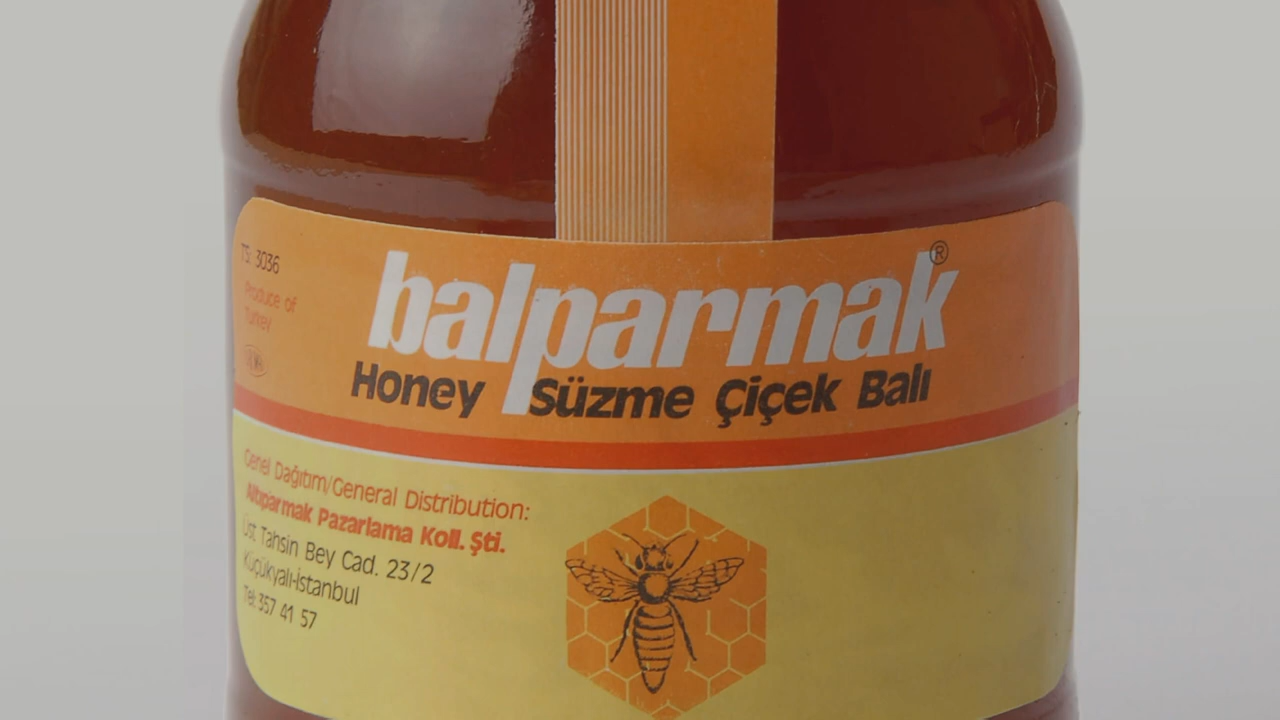 TS: 3036
Produce of
Turkey
balparmak®
Honey Süzme Çiçek Balı
Genel Dağıtım/General Distribution:
Altıparmak Pazarlama Koll. Şti.
Üst Tahsin Bey Cad. 23/2
Küçükyalı-İstanbul
Tel: 357 41 57